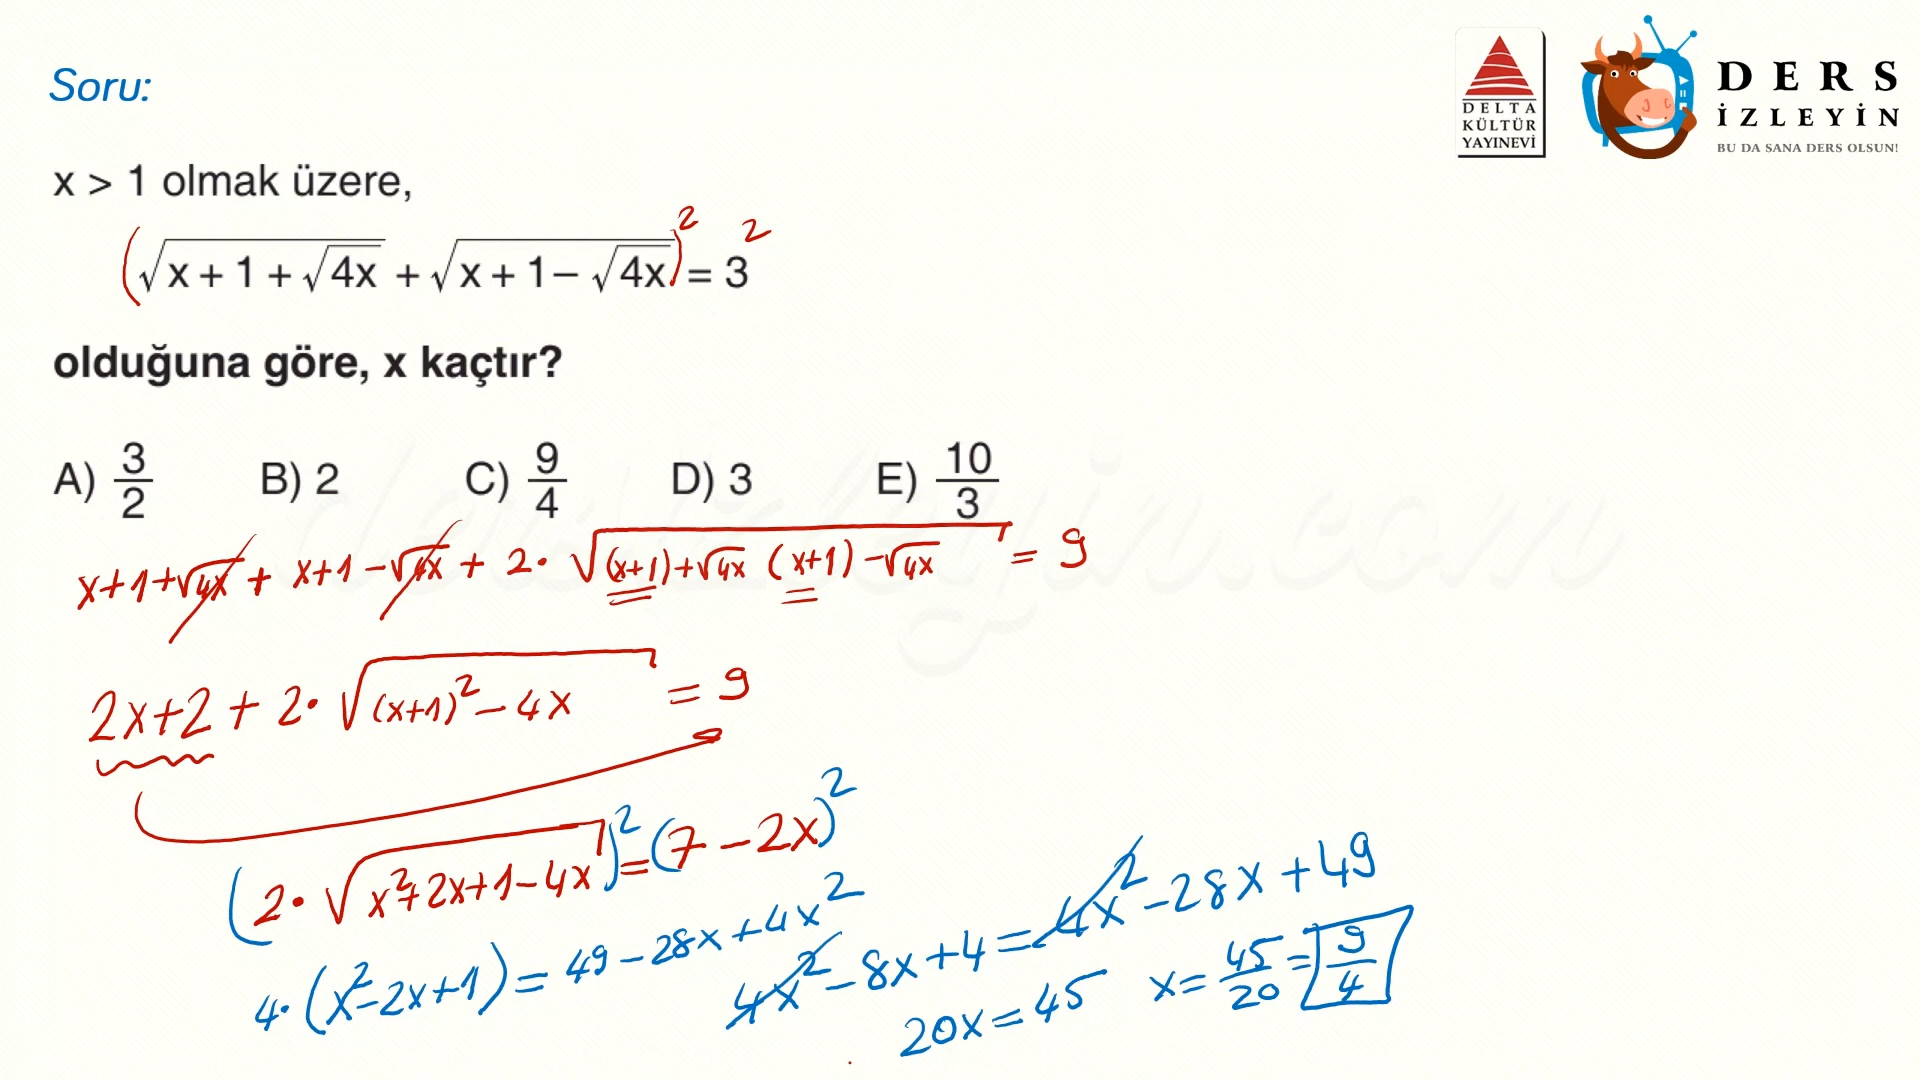 Soru:
DELTA
KÜLTÜR
YAYINEVİ
DERS
İZLEYİN
BU DA SANA DERS OLSUN!
x > 1 olmak üzere,
(√(x + 1 + √(4x)) + √(x + 1 − √(4x)))² = 3²
olduğuna göre, x kaçtır?
A) 3/2 B) 2 C) 9/4 D) 3 E) 10/3
x+1+√4x + x+1−√4x + 2·√((x+1)+√4x (x+1)−√4x) = 9
2x+2 + 2·√((x+1)²−4x) = 9
(2·√(x²+2x+1−4x))² = (7−2x)²
4·(x²−2x+1) = 49−28x+4x²
4x²−8x+4 = 4x²−28x+49
20x = 45
x = 45/20 = 9/4
dersizleyin.com